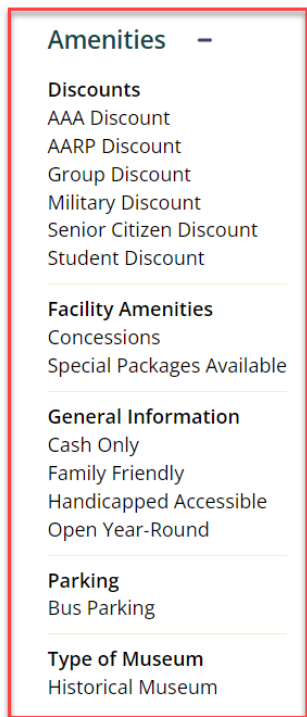 Amenities –
Discounts
AAA Discount
AARP Discount
Group Discount
Military Discount
Senior Citizen Discount
Student Discount
Facility Amenities
Concessions
Special Packages Available
General Information
Cash Only
Family Friendly
Handicapped Accessible
Open Year-Round
Parking
Bus Parking
Type of Museum
Historical Museum